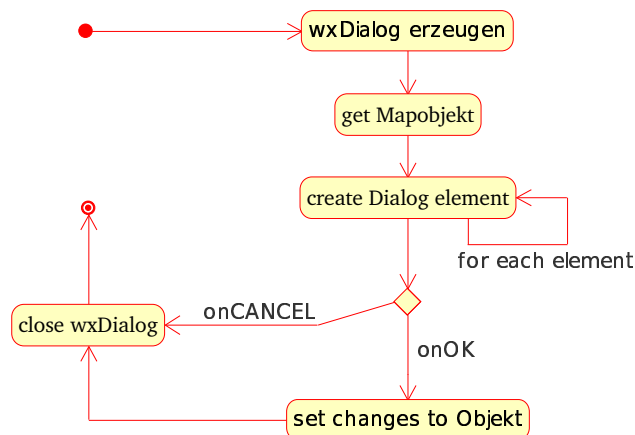 wxDialog erzeugen
get Mapobjekt
create Dialog element
for each element
onCANCEL
close wxDialog
onOK
set changes to Objekt